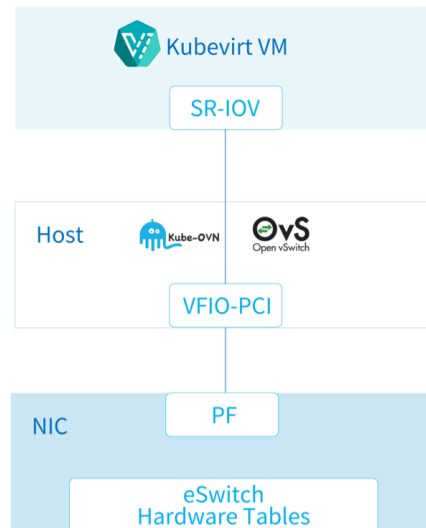 Kubevirt VM
SR-IOV
Host
Kube-OVN
OvS
Open vSwitch
VFIO-PCI
PF
NIC
eSwitch
Hardware Tables